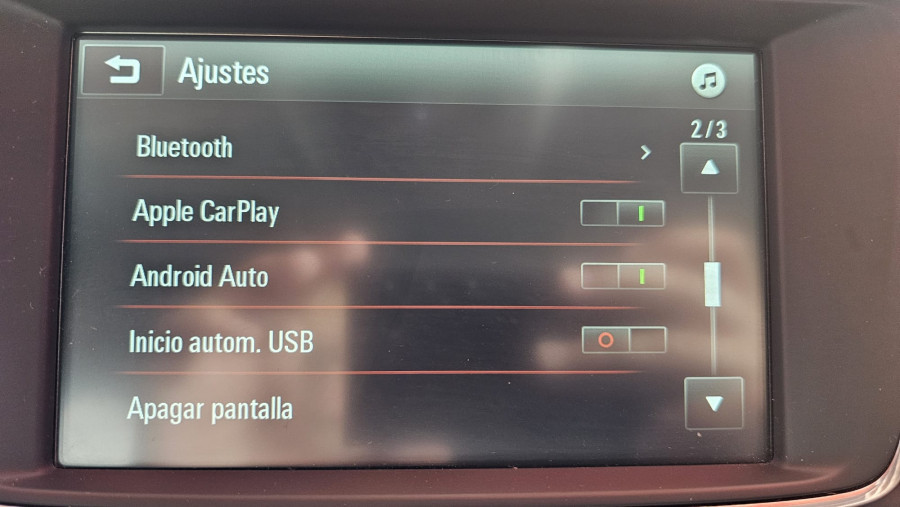 Ajustes
2/3
Bluetooth
Apple CarPlay
Android Auto
Inicio autom. USB
Apagar pantalla